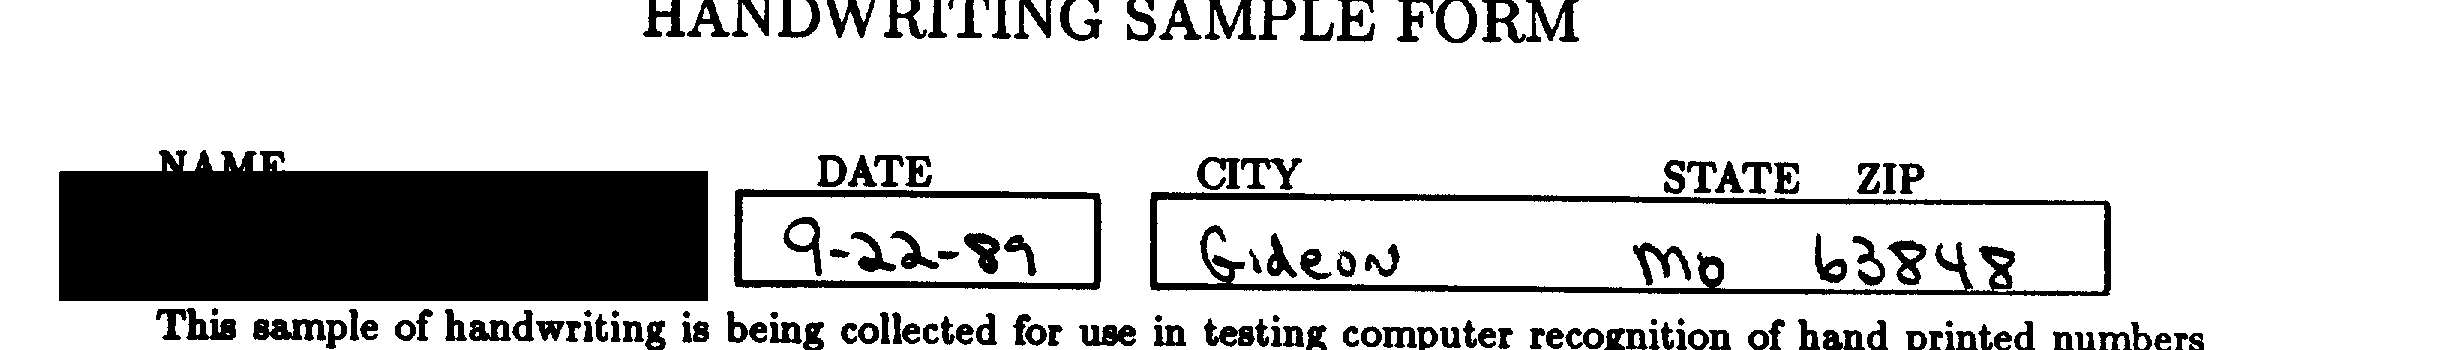 HANDWRITING SAMPLE FORM
NAME DATE CITY STATE ZIP
9-22-89 Gideon Mo 63848
This sample of handwriting is being collected for use in testing computer recognition of hand printed numbers